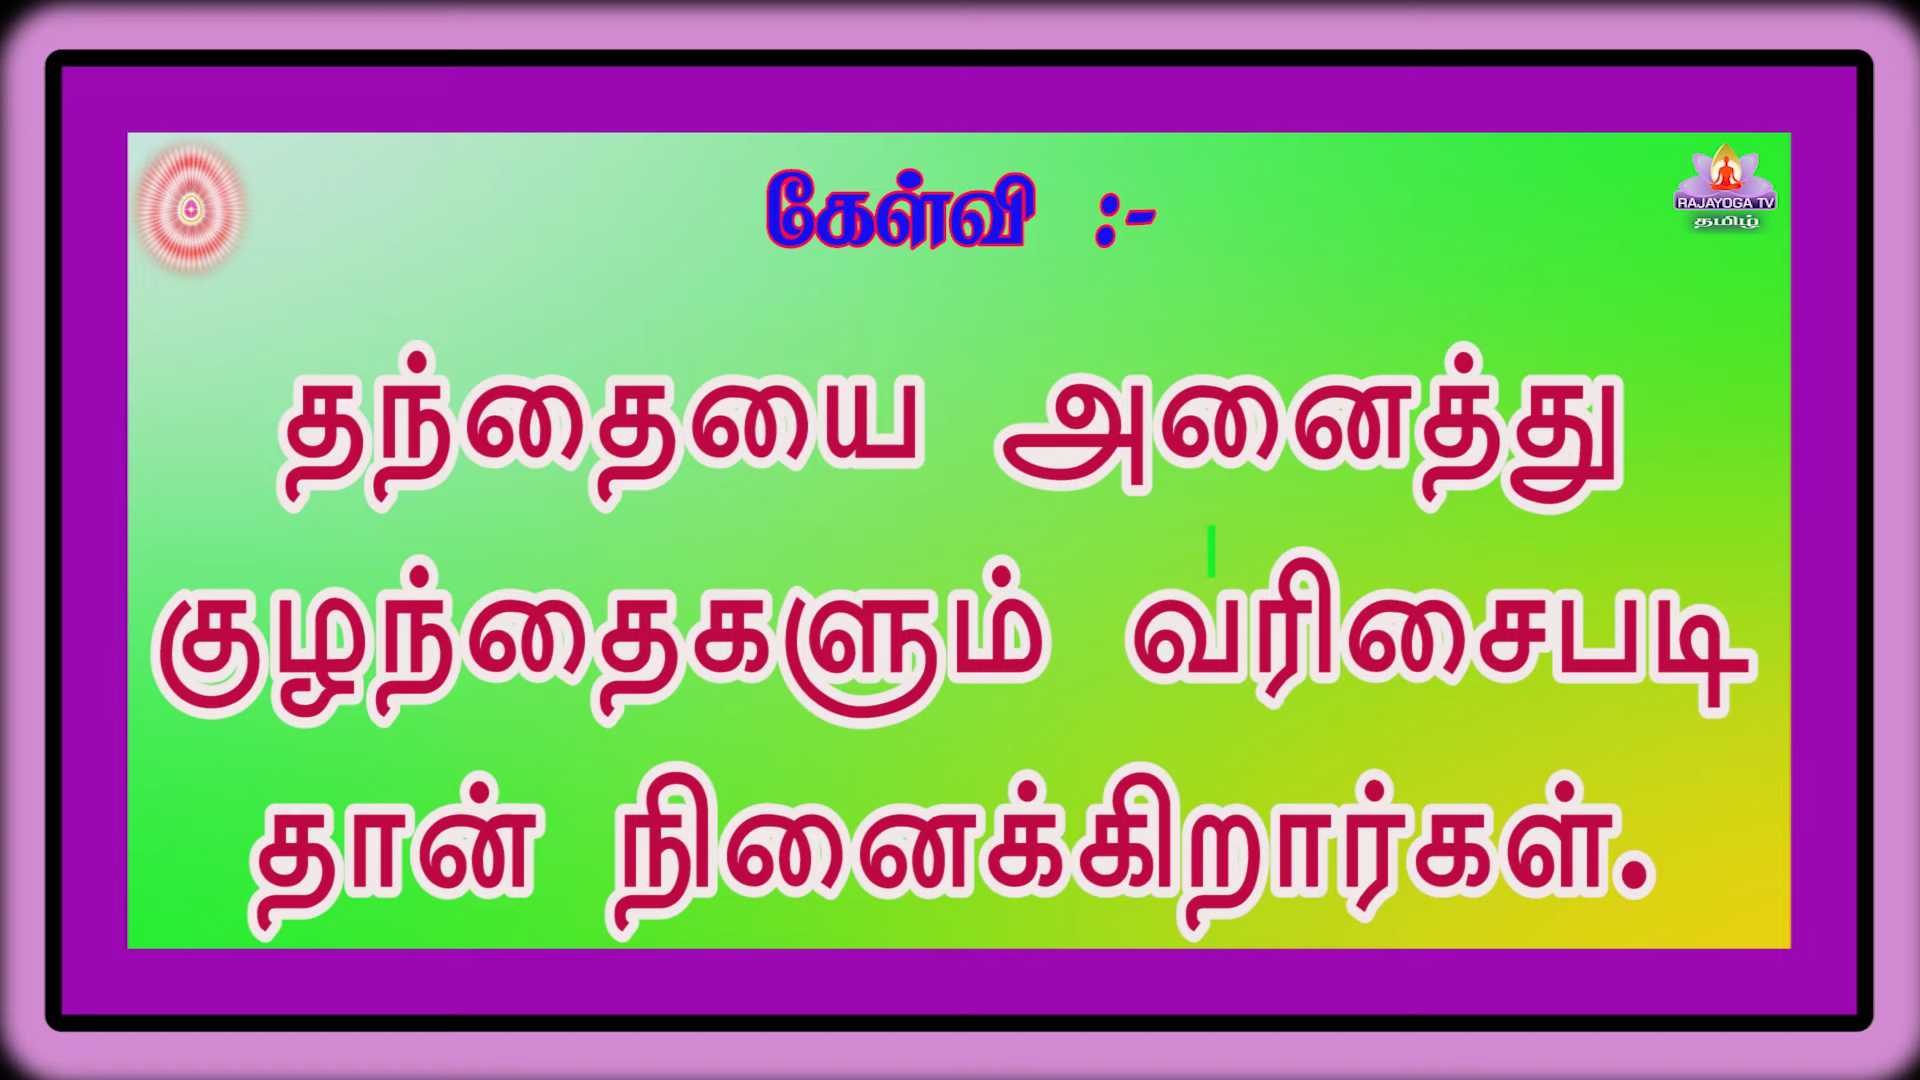 கேள்வி :-
RAJAYOGA TV
தமிழ்
தந்தையை அனைத்து
குழந்தைகளும் வரிசைபடி
தான் நினைக்கிறார்கள்.